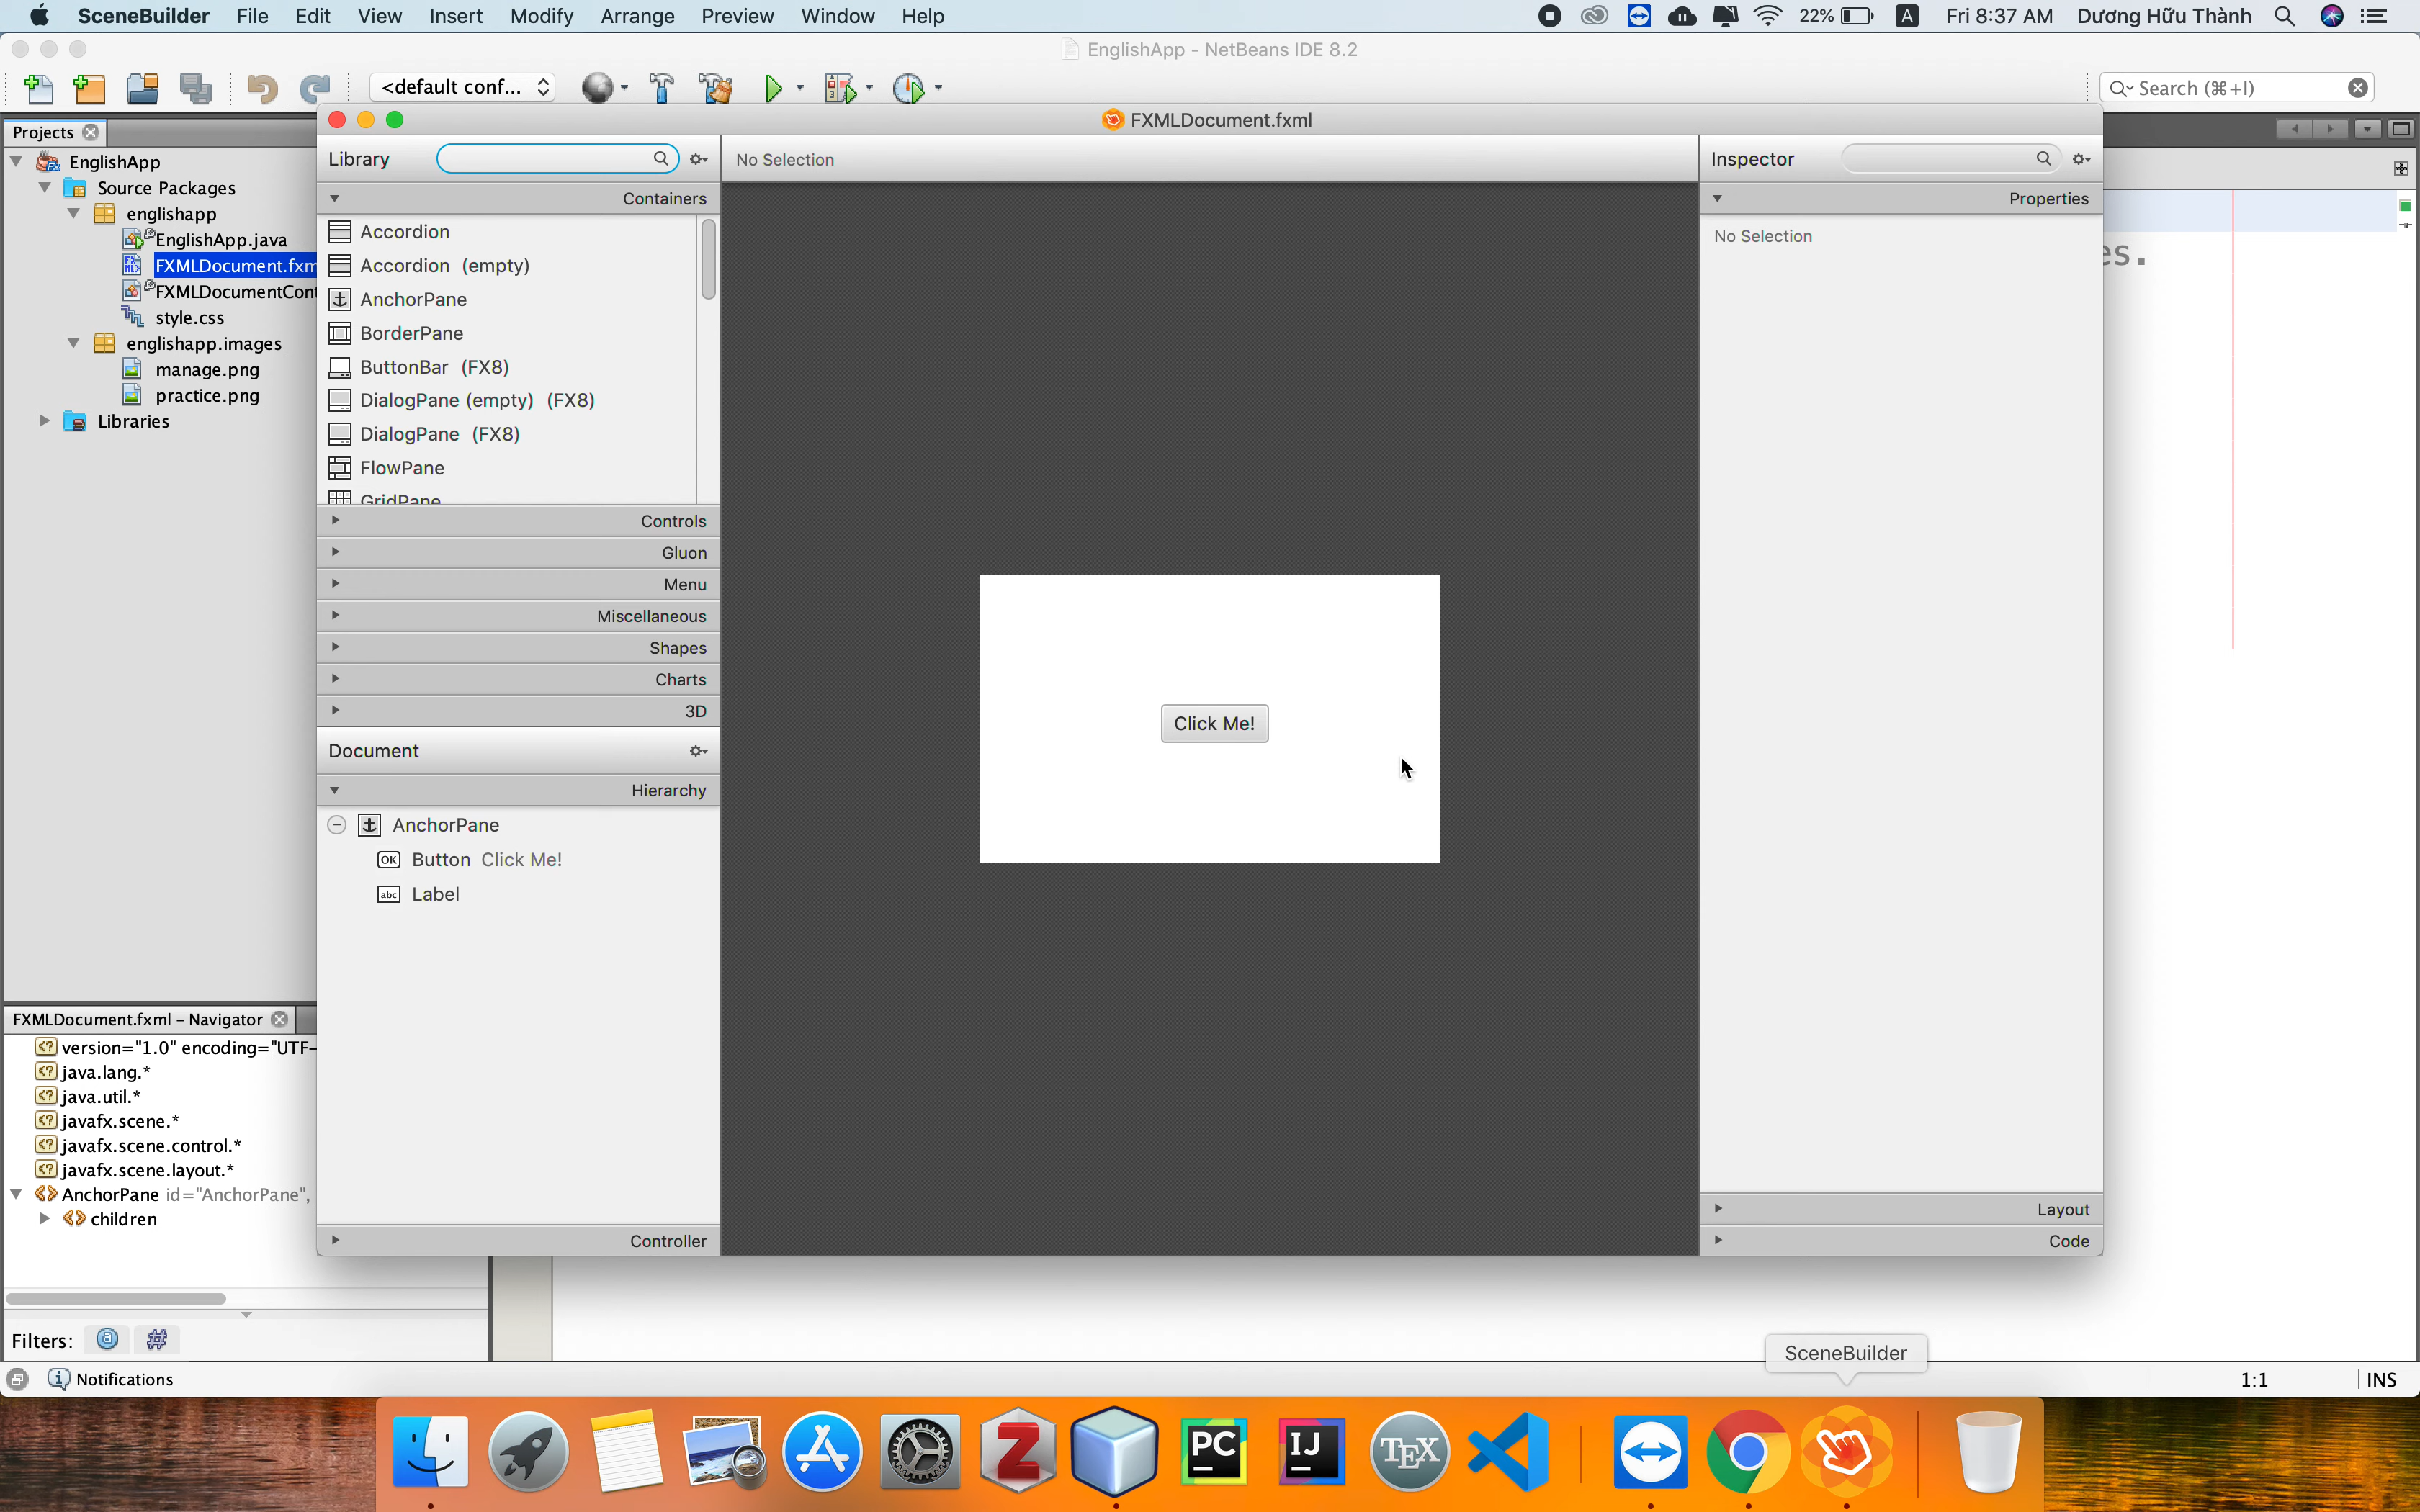 SceneBuilder File Edit View Insert Modify Arrange Preview Window Help 22% A Fri 8:37 AM Dương Hữu Thành
EnglishApp - NetBeans IDE 8.2
<default conf... Search (⌘+I)
Projects
EnglishApp
Source Packages
englishapp
EnglishApp.java
FXMLDocument.fxm
FXMLDocumentCont
style.css
englishapp.images
manage.png
practice.png
Libraries
FXMLDocument.fxml
Library
No Selection
Inspector
Containers
Properties
Accordion
Accordion (empty)
AnchorPane
BorderPane
ButtonBar (FX8)
DialogPane (empty) (FX8)
DialogPane (FX8)
FlowPane
GridPane
Controls
Gluon
Menu
Miscellaneous
Shapes
Charts
3D
Document
Hierarchy
AnchorPane
OK Button Click Me!
abc Label
Controller
Click Me!
No Selection
es.
Layout
Code
FXMLDocument.fxml - Navigator
<?> version="1.0" encoding="UTF-
<?> java.lang.*
<?> java.util.*
<?> javafx.scene.*
<?> javafx.scene.control.*
<?> javafx.scene.layout.*
AnchorPane id="AnchorPane",
children
Filters: @ #
Notifications
1:1 INS
SceneBuilder
Z PC IJ TEX